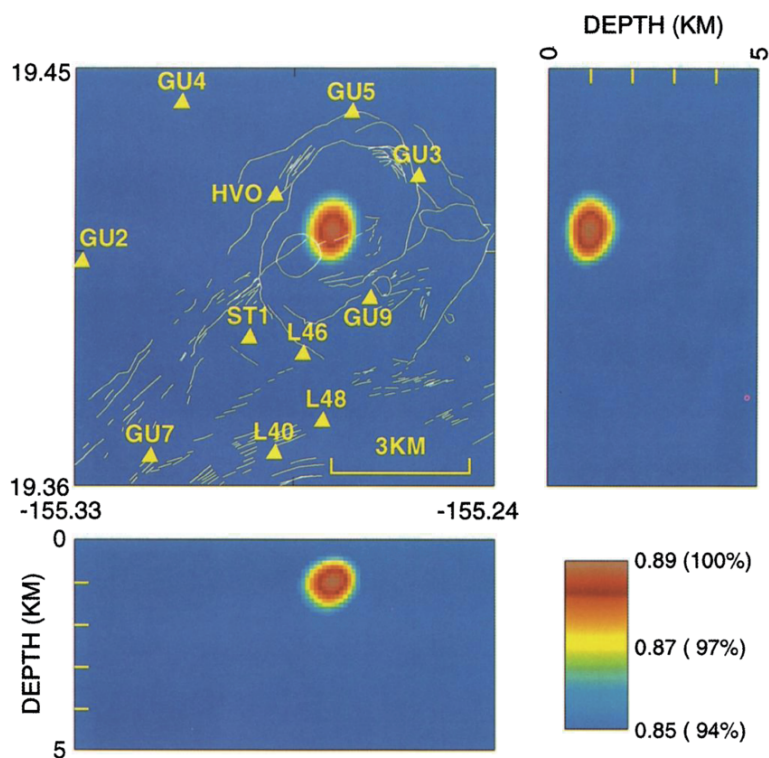 DEPTH (KM)
0
5
19.45
GU4
GU5
GU3
HVO
GU2
ST1
L46
GU9
L48
GU7
L40
3KM
19.36
-155.33
-155.24
0
DEPTH (KM)
5
0.89 (100%)
0.87 ( 97%)
0.85 ( 94%)